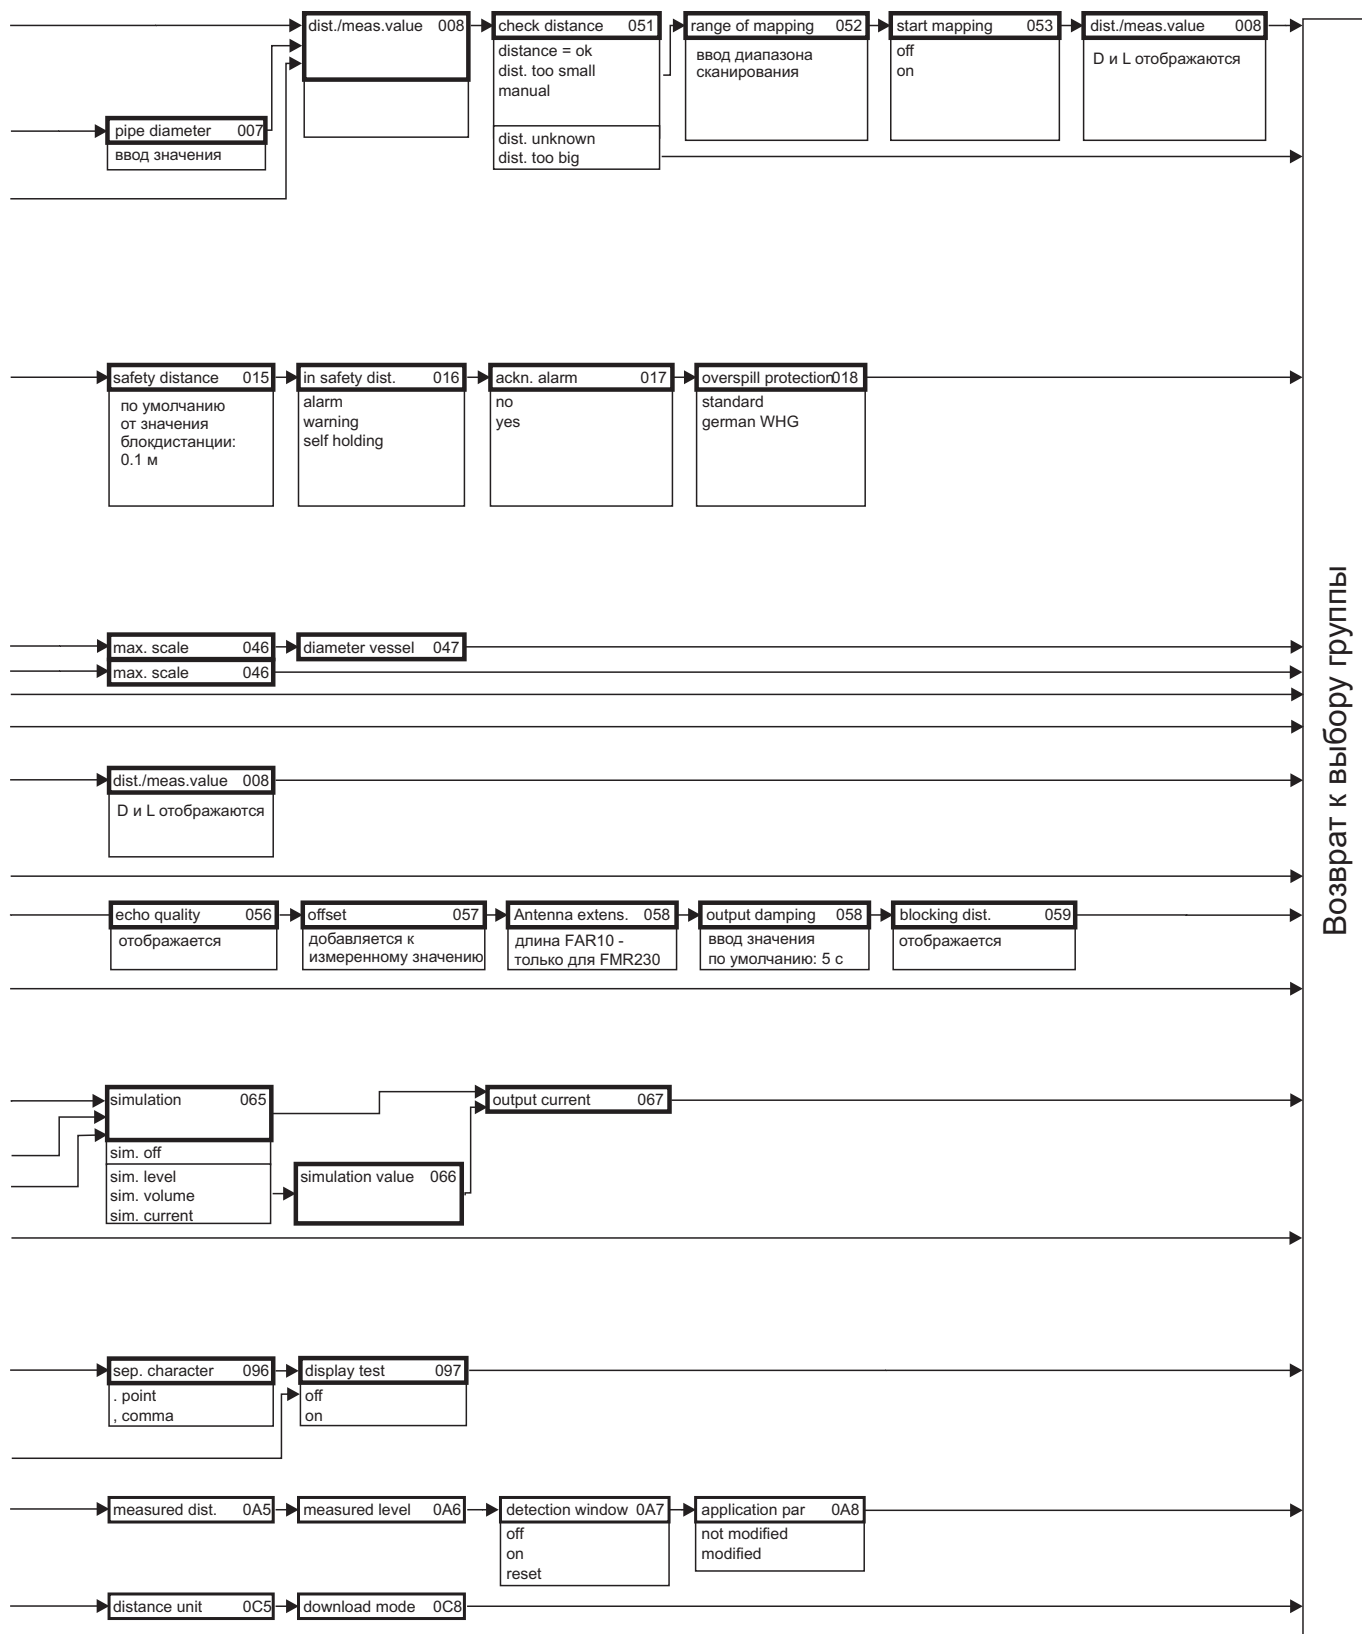 dist./meas.value 008
check distance 051
distance = ok
dist. too small
manual
dist. unknown
dist. too big
range of mapping 052
ввод диапазона
сканирования
start mapping 053
off
on
dist./meas.value 008
D и L отображаются
pipe diameter 007
ввод значения
safety distance 015
по умолчанию
от значения
блокдистанции:
0.1 м
in safety dist. 016
alarm
warning
self holding
ackn. alarm 017
no
yes
overspill protection018
standard
german WHG
max. scale 046
diameter vessel 047
max. scale 046
dist./meas.value 008
D и L отображаются
echo quality 056
отображается
offset 057
добавляется к
измеренному значению
Antenna extens. 058
длина FAR10 -
только для FMR230
output damping 058
ввод значения
по умолчанию: 5 с
blocking dist. 059
отображается
simulation 065
sim. off
sim. level
sim. volume
sim. current
simulation value 066
output current 067
sep. character 096
. point
, comma
display test 097
off
on
measured dist. 0A5
measured level 0A6
detection window 0A7
off
on
reset
application par 0A8
not modified
modified
distance unit 0C5
download mode 0C8
Возврат к выбору группы